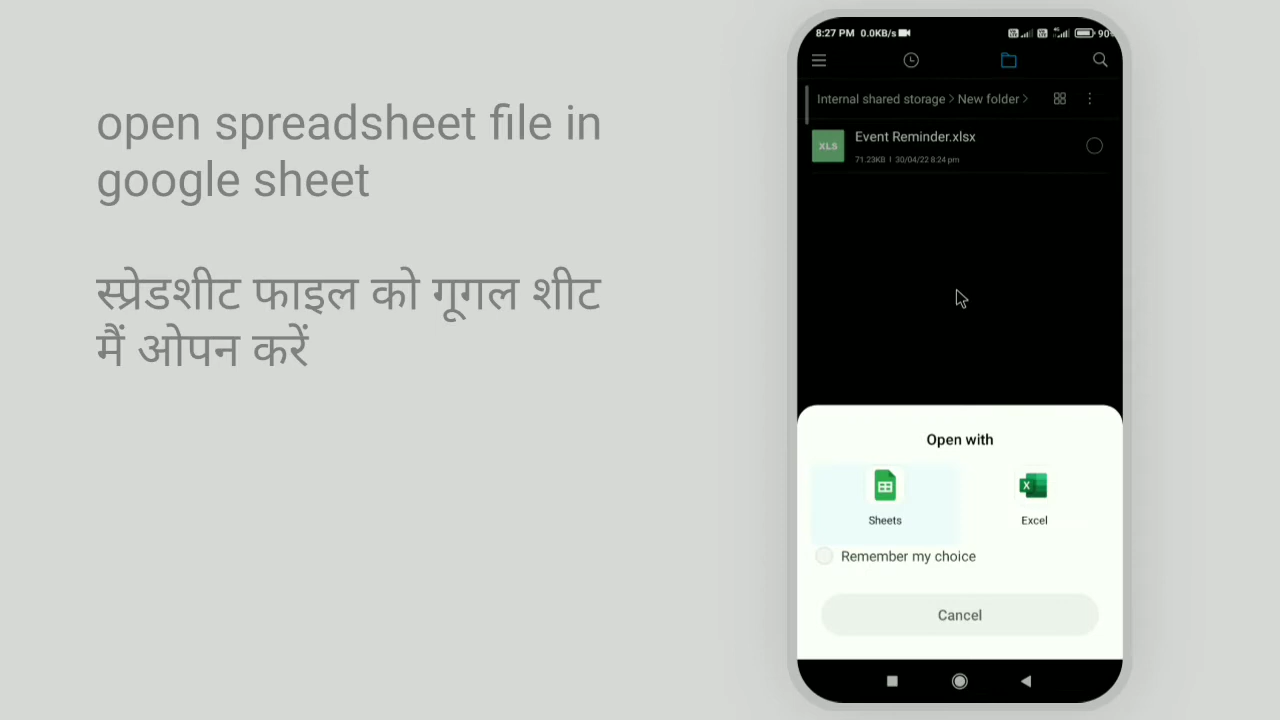 open spreadsheet file in
google sheet
स्प्रेडशीट फाइल को गूगल शीट
मैं ओपन करें
8:27 PM 0.0KB/s
90
Internal shared storage > New folder >
XLS
Event Reminder.xlsx
71.23KB | 30/04/22 8:24 pm
Open with
Sheets
Excel
Remember my choice
Cancel